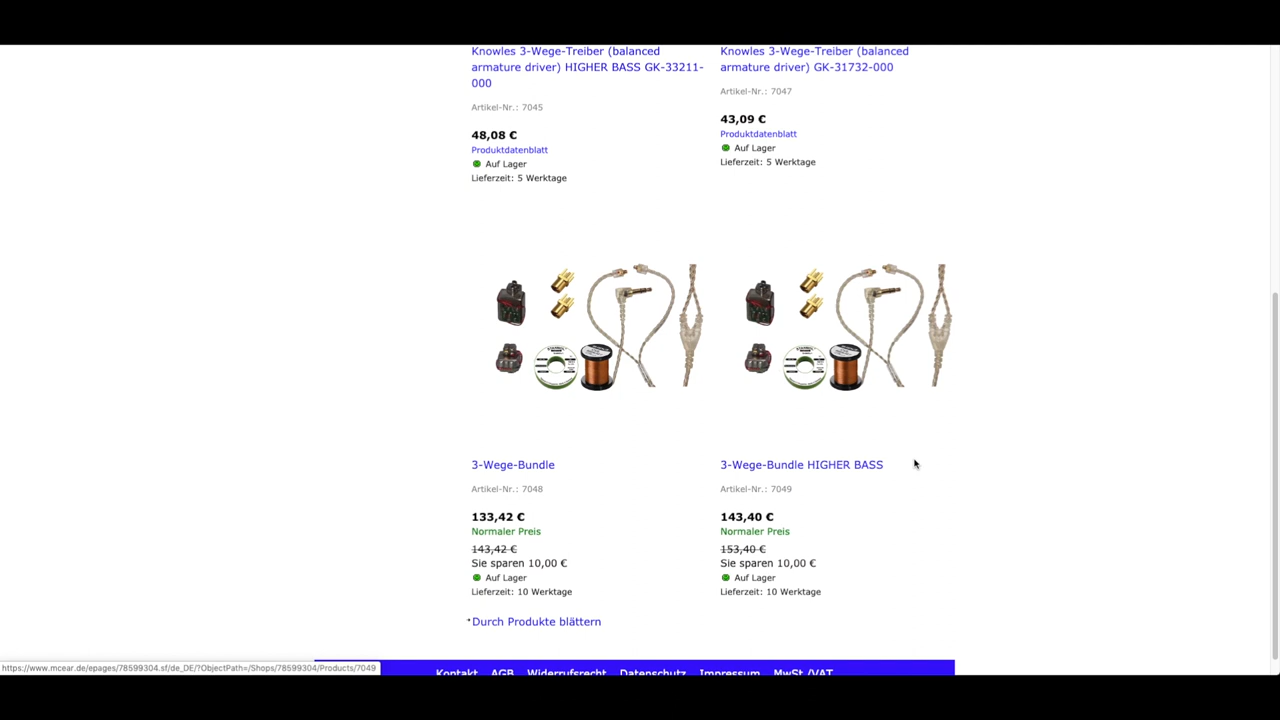 Knowles 3-Wege-Treiber (balanced
armature driver) HIGHER BASS GK-33211-
000
Artikel-Nr.: 7045
48,08 €
Produktdatenblatt
Auf Lager
Lieferzeit: 5 Werktage
Knowles 3-Wege-Treiber (balanced
armature driver) GK-31732-000
Artikel-Nr.: 7047
43,09 €
Produktdatenblatt
Auf Lager
Lieferzeit: 5 Werktage
3-Wege-Bundle
Artikel-Nr.: 7048
133,42 €
Normaler Preis
143,42 €
Sie sparen 10,00 €
Auf Lager
Lieferzeit: 10 Werktage
3-Wege-Bundle HIGHER BASS
Artikel-Nr.: 7049
143,40 €
Normaler Preis
153,40 €
Sie sparen 10,00 €
Auf Lager
Lieferzeit: 10 Werktage
Durch Produkte blättern
https://www.mcear.de/epages/78599304.sf/de_DE/?ObjectPath=/Shops/78599304/Products/7049
Kontakt AGB Widerrufsrecht Datenschutz Impressum MwSt./VAT